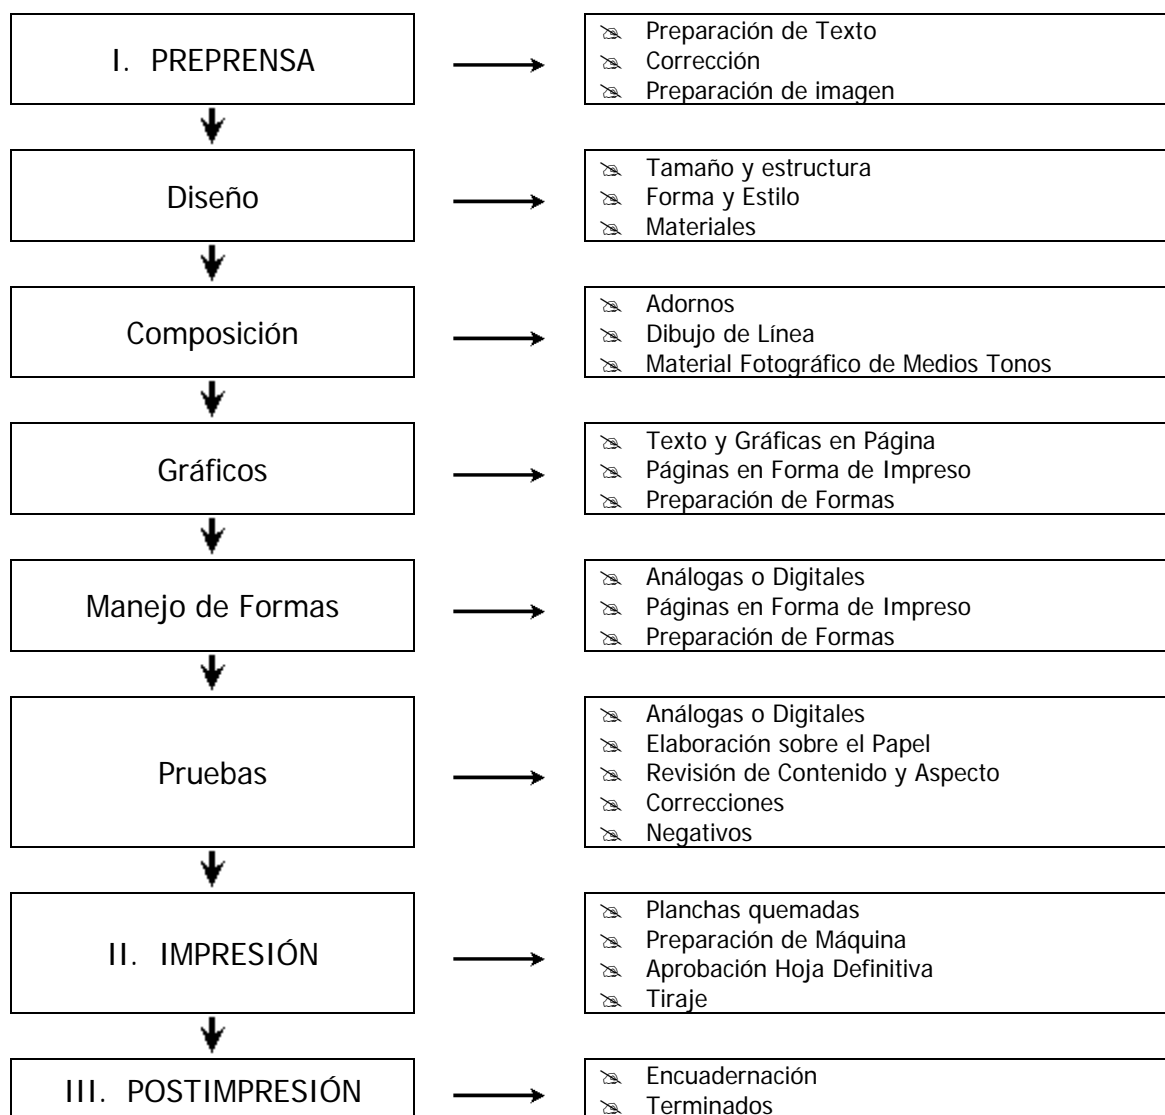 I. PREPRENSA
Preparación de Texto
Corrección
Preparación de imagen
Diseño
Tamaño y estructura
Forma y Estilo
Materiales
Composición
Adornos
Dibujo de Línea
Material Fotográfico de Medios Tonos
Gráficos
Texto y Gráficas en Página
Páginas en Forma de Impreso
Preparación de Formas
Manejo de Formas
Análogas o Digitales
Páginas en Forma de Impreso
Preparación de Formas
Pruebas
Análogas o Digitales
Elaboración sobre el Papel
Revisión de Contenido y Aspecto
Correcciones
Negativos
II. IMPRESIÓN
Planchas quemadas
Preparación de Máquina
Aprobación Hoja Definitiva
Tiraje
III. POSTIMPRESIÓN
Encuadernación
Terminados